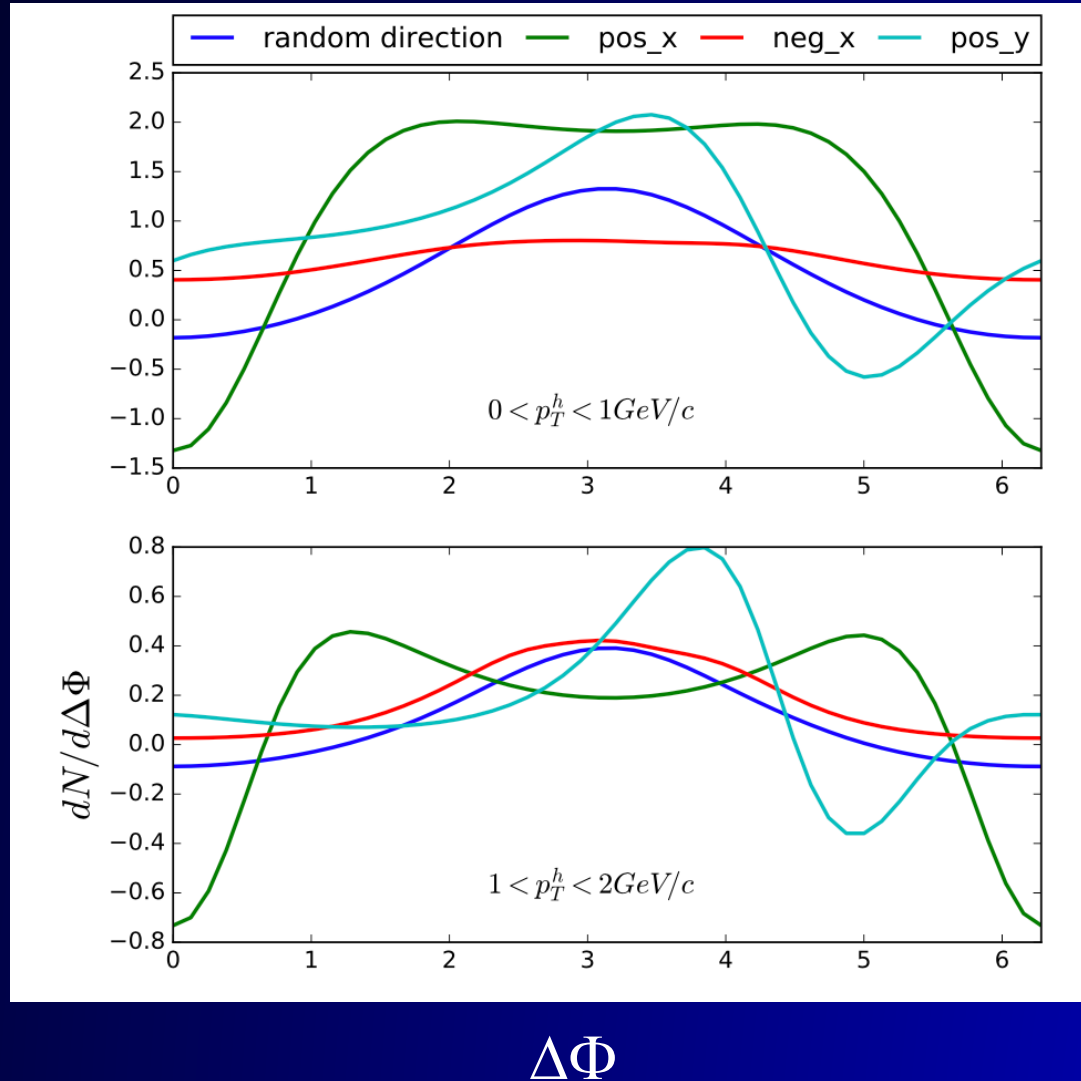 random direction pos_x neg_x pos_y
2.5
2.0
1.5
1.0
0.5
0.0
−0.5
−1.0
−1.5
0 < p_T^h < 1GeV/c
0 1 2 3 4 5 6
0.8
0.6
0.4
0.2
0.0
−0.2
−0.4
−0.6
−0.8
dN/dΔΦ
1 < p_T^h < 2GeV/c
0 1 2 3 4 5 6
ΔΦ